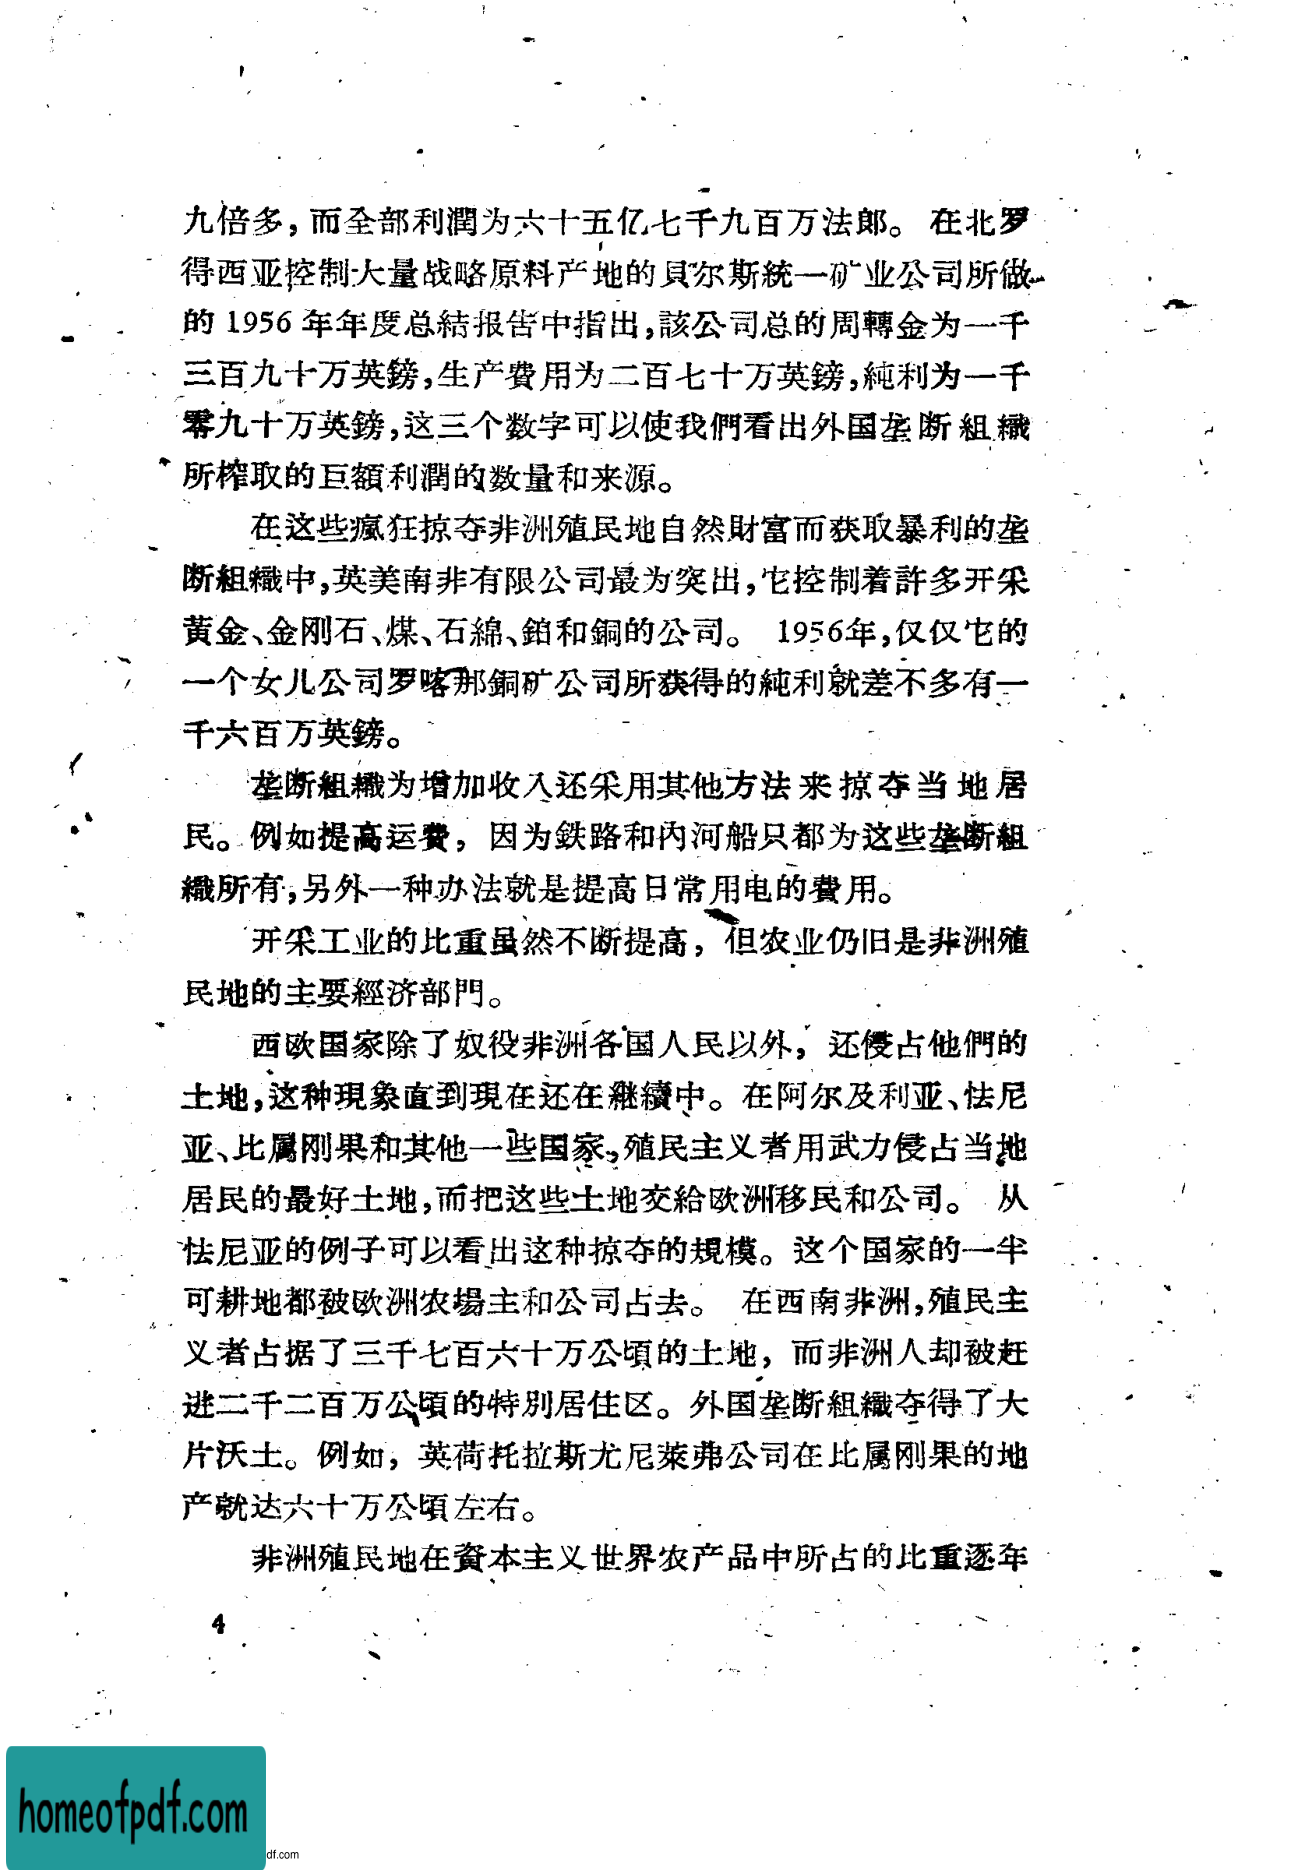 九倍多，而全部利潤为六十五亿七千九百万法郎。在北罗
得西亚控制大量战略原料产地的貝尔斯統一矿业公司所做
的1956年年度总結报告中指出，該公司总的周轉金为一千
三百九十万英鎊，生产費用为二百七十万英鎊，純利为一千
零九十万英鎊，这三个数字可以使我們看出外国垄断組織
所榨取的巨額利潤的数量和来源。
在这些瘋狂掠夺非洲殖民地自然財富而获取暴利的垄
断組織中，英美南非有限公司最为突出，它控制着許多开采
黃金、金刚石、煤、石綿、鉑和銅的公司。1956年，仅仅它的
一个女儿公司罗喀那銅矿公司所获得的純利就差不多有一
千六百万英鎊。
垄断組織为增加收入还采用其他方法来掠夺当地居
民。例如提高运費，因为鉄路和內河船只都为这些垄断組
織所有，另外一种办法就是提高日常用电的費用。
开采工业的比重虽然不断提高，但农业仍旧是非洲殖
民地的主要經济部門。
西欧国家除了奴役非洲各国人民以外，还侵占他們的
土地，这种現象直到現在还在継續中。在阿尔及利亚、怯尼
亚、比属刚果和其他一些国家，殖民主义者用武力侵占当地
居民的最好土地，而把这些土地交給欧洲移民和公司。从
怯尼亚的例子可以看出这种掠夺的規模。这个国家的一半
可耕地都被欧洲农場主和公司占去。在西南非洲，殖民主
义者占据了三千七百六十万公頃的土地，而非洲人却被赶
进二千二百万公頃的特別居住区。外国垄断組織夺得了大
片沃土。例如，英荷托拉斯尤尼萊弗公司在比属刚果的地
产就达六十万公頃左右。
非洲殖民地在資本主义世界农产品中所占的比重逐年
4
homeofpdf.com
df.com